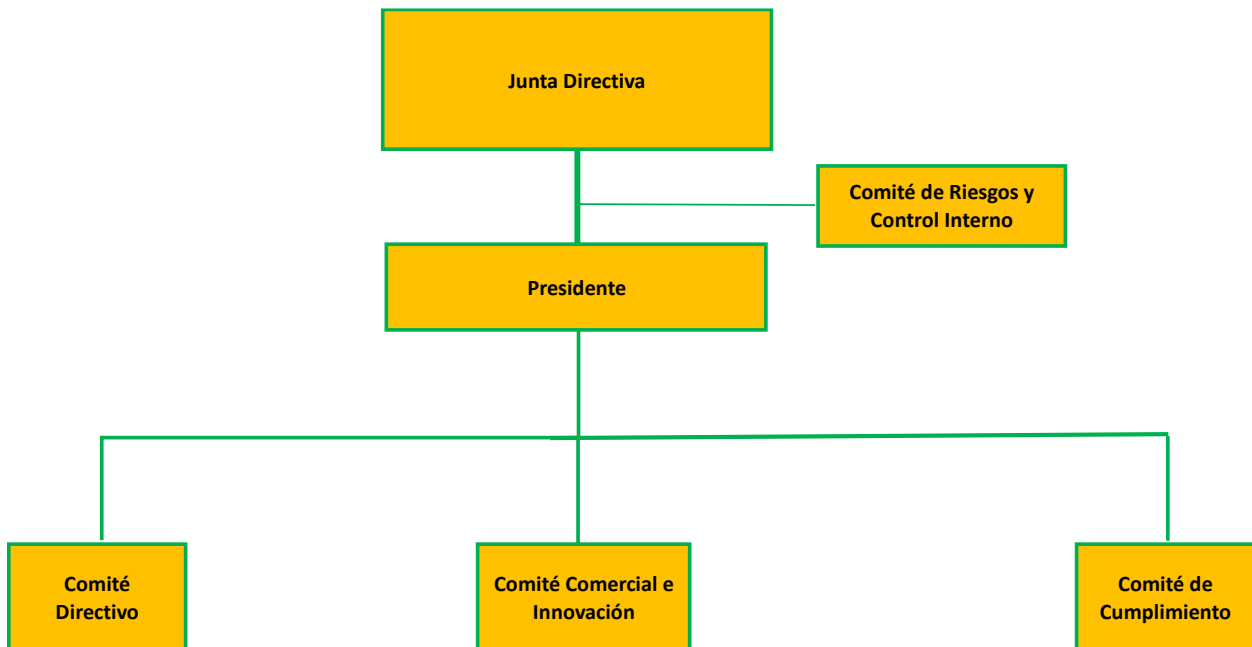 Junta Directiva
Comité de Riesgos y
Control Interno
Presidente
Comité
Directivo
Comité Comercial e
Innovación
Comité de
Cumplimiento